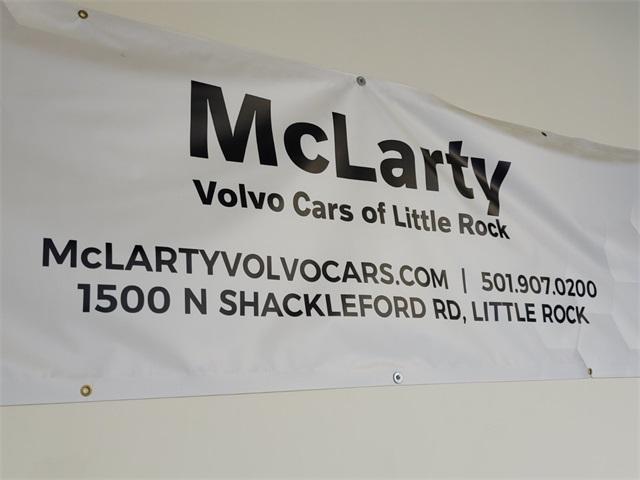 McLarty
Volvo Cars of Little Rock
McLARTYVOLVOCARS.COM | 501.907.0200
1500 N SHACKLEFORD RD, LITTLE ROCK